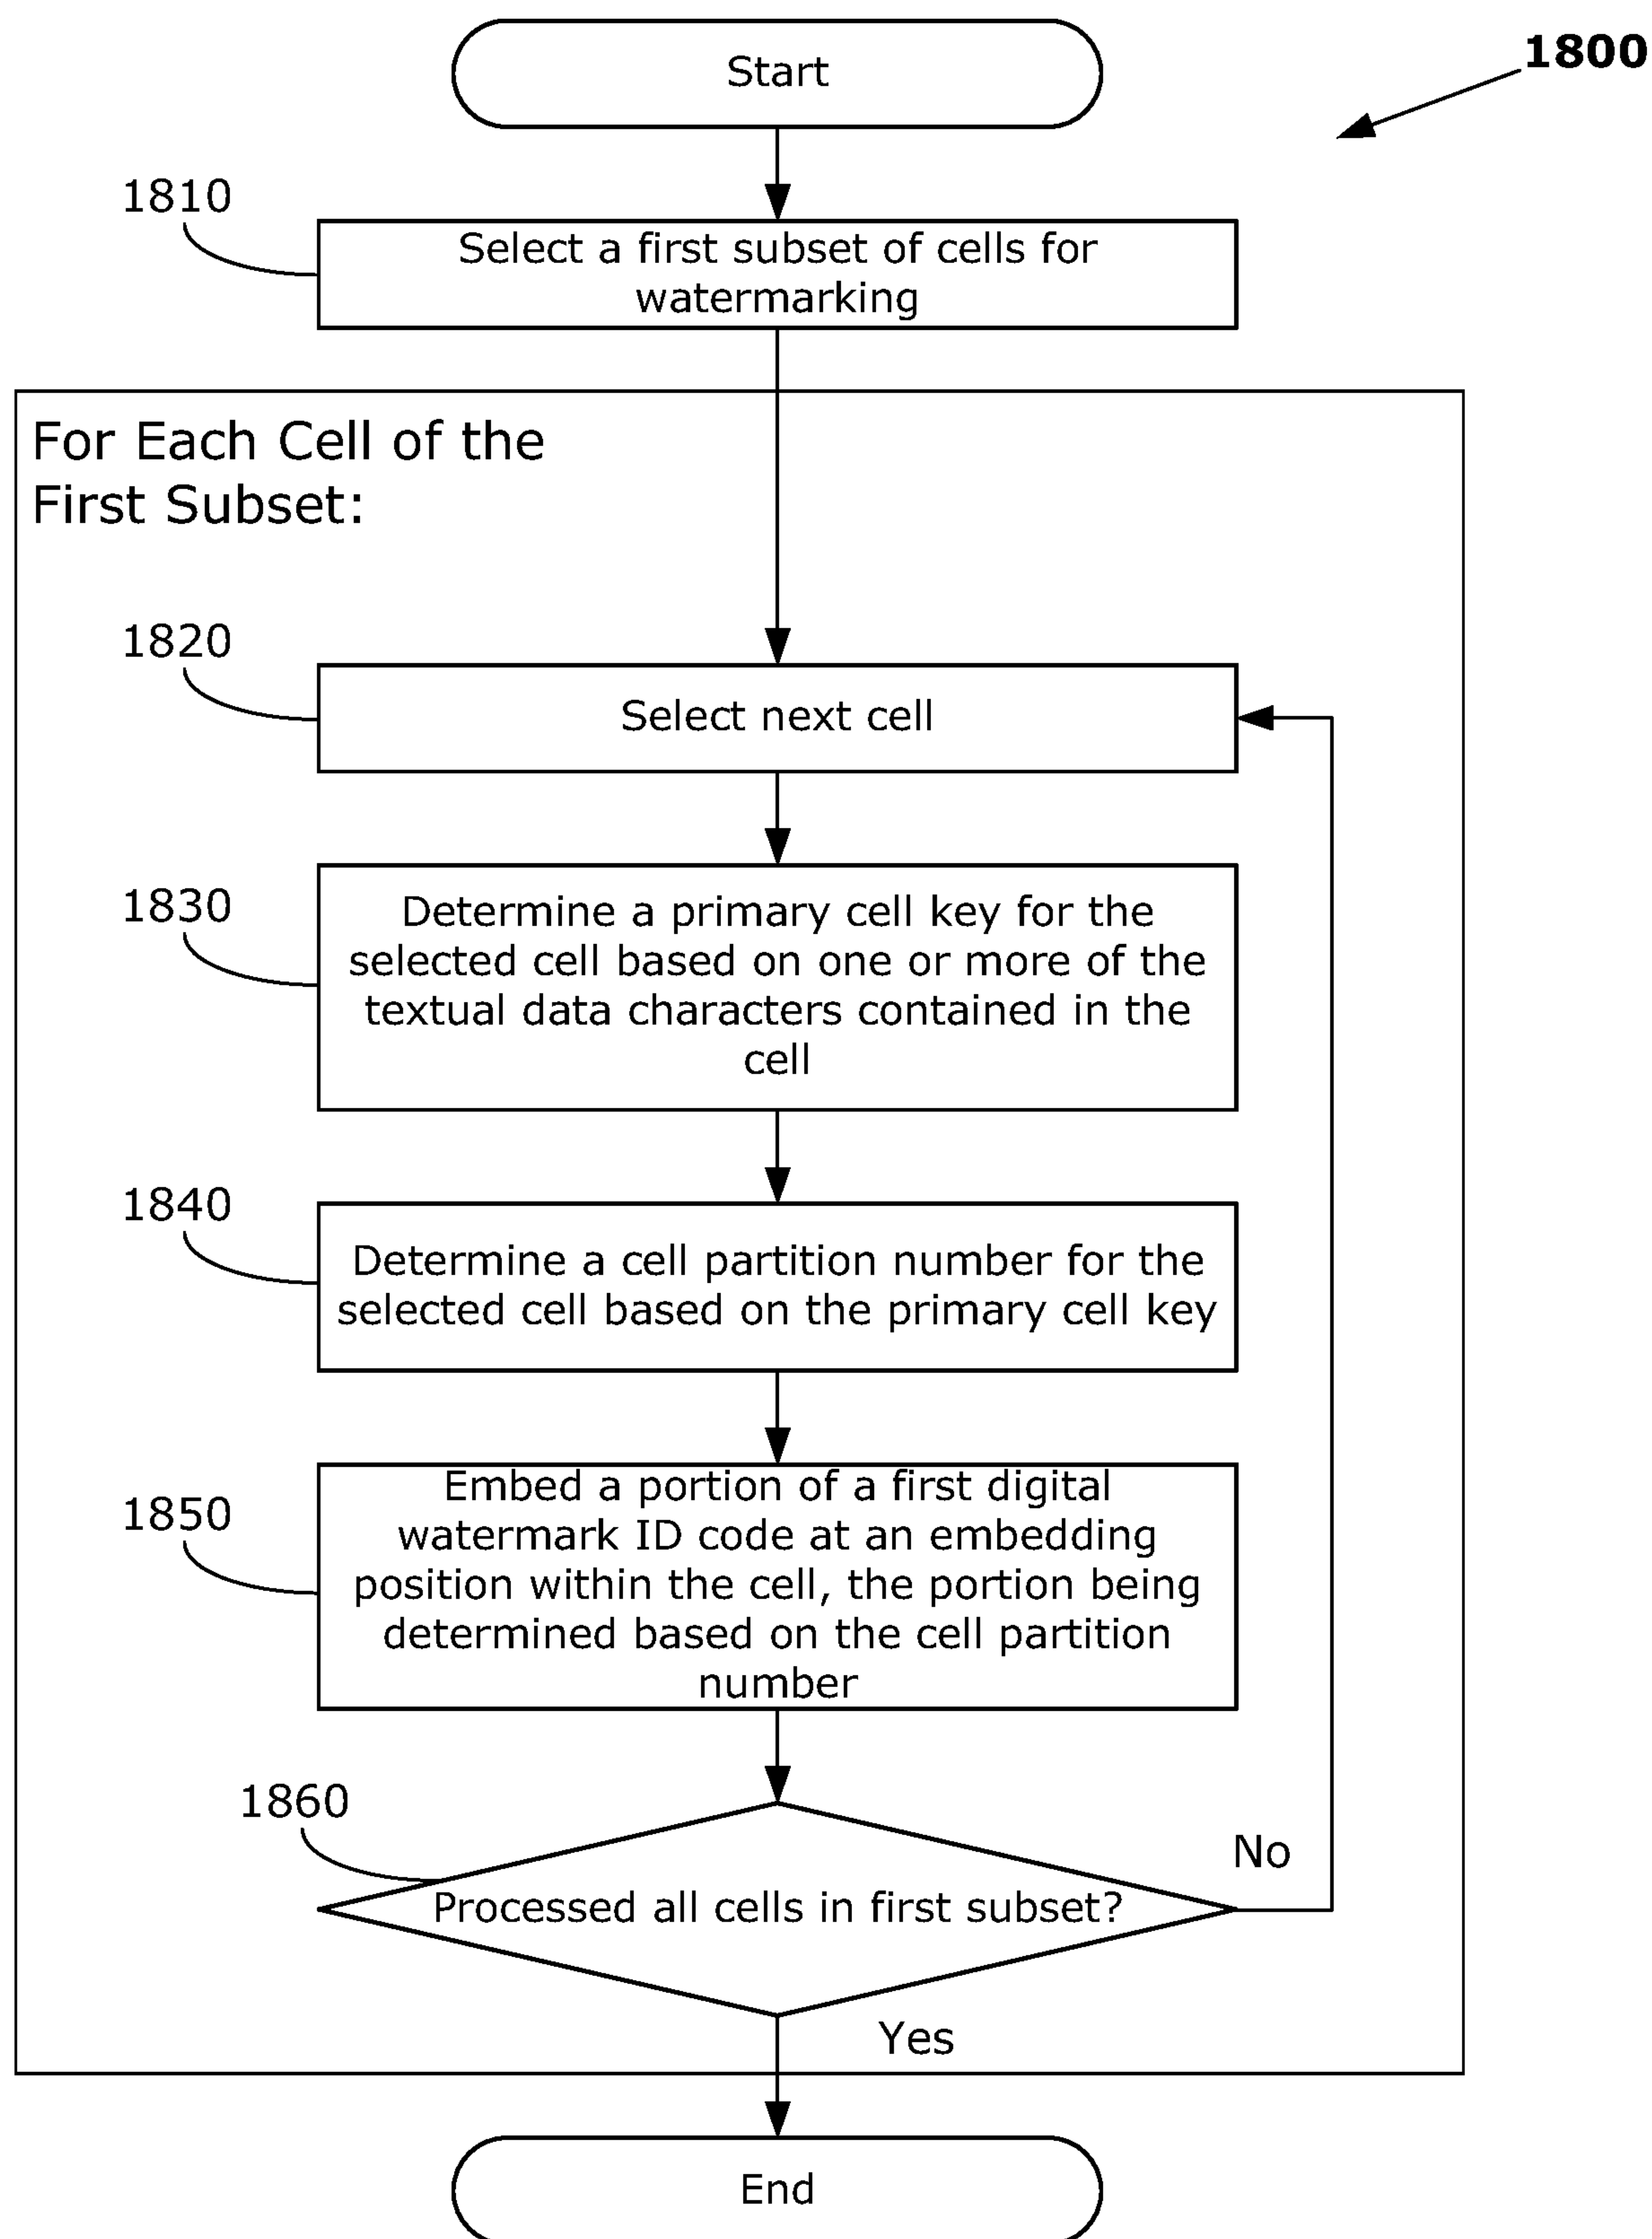 Start
1800
1810
Select a first subset of cells for
watermarking
For Each Cell of the
First Subset:
1820
Select next cell
1830
Determine a primary cell key for the
selected cell based on one or more of the
textual data characters contained in the
cell
1840
Determine a cell partition number for the
selected cell based on the primary cell key
1850
Embed a portion of a first digital
watermark ID code at an embedding
position within the cell, the portion being
determined based on the cell partition
number
1860
Processed all cells in first subset?
No
Yes
End